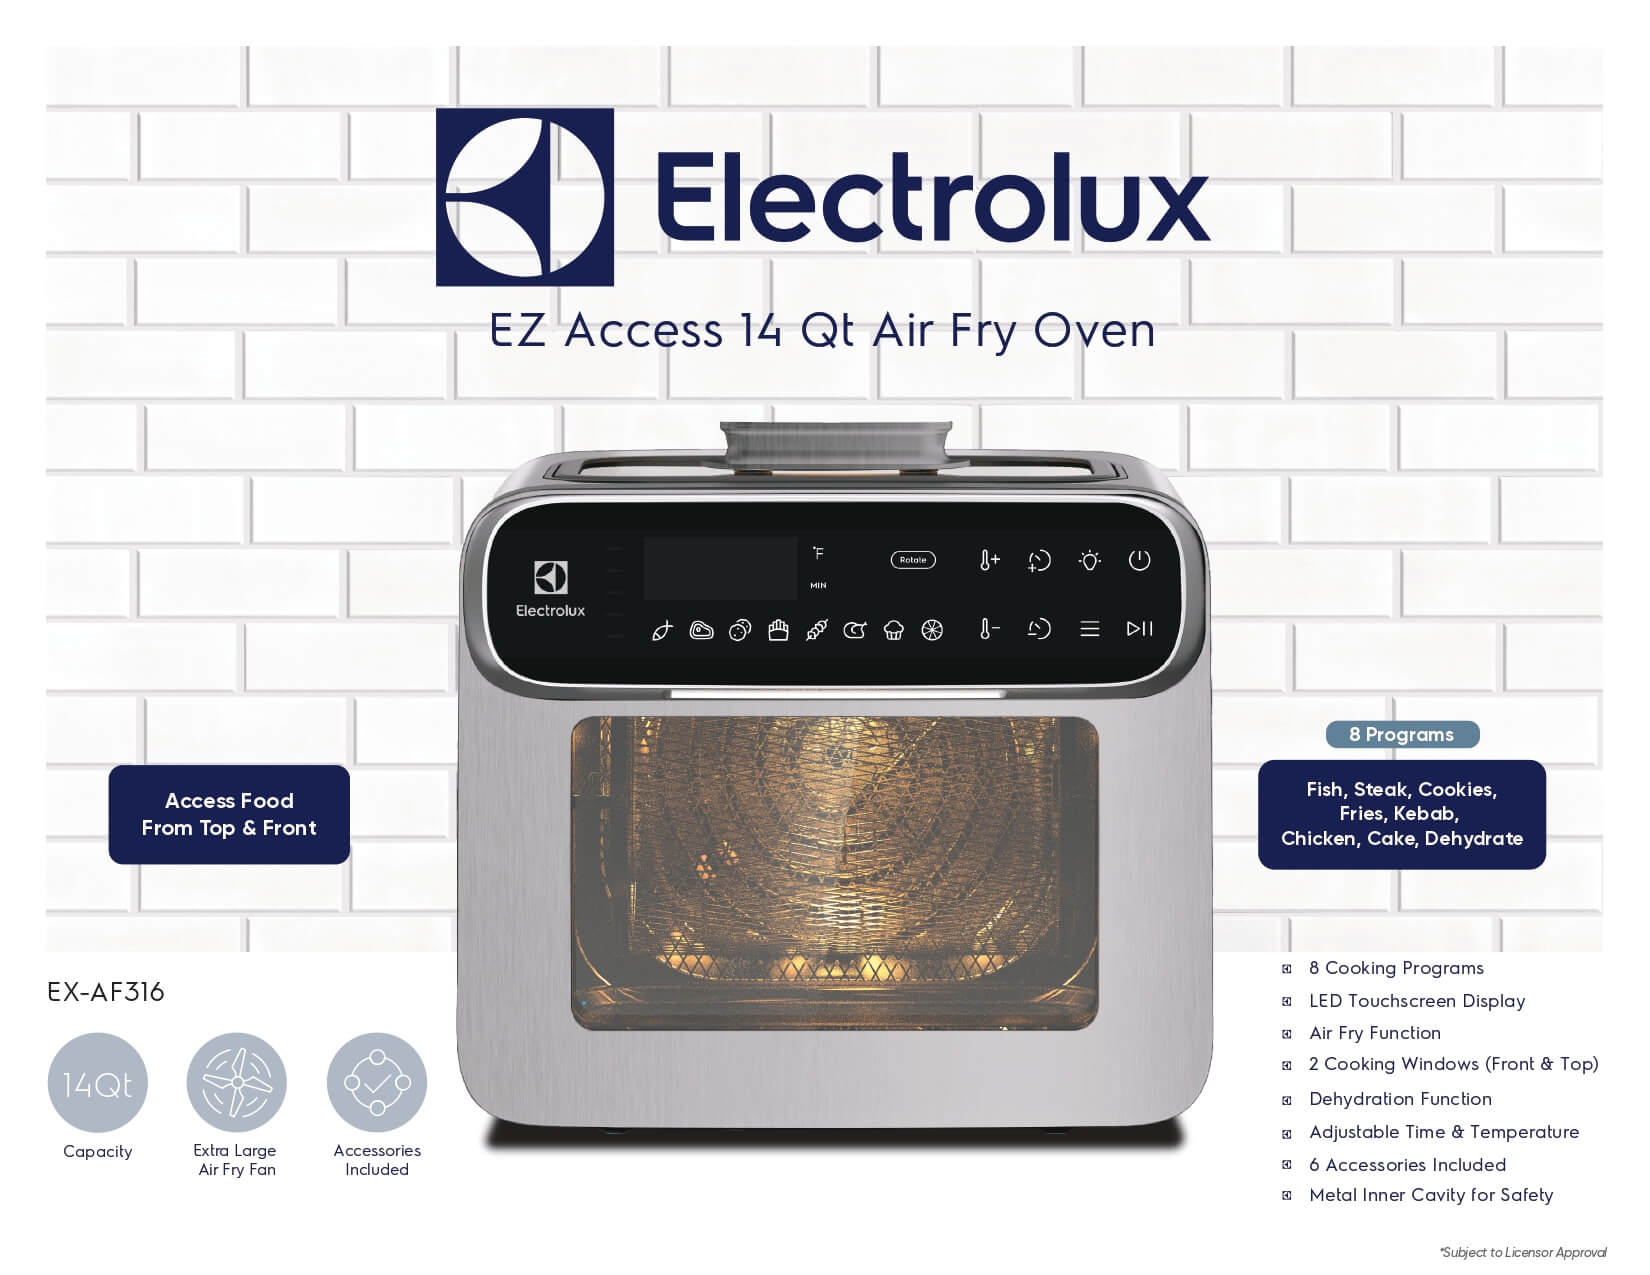 Electrolux
EZ Access 14 Qt Air Fry Oven
°F
MIN
Rotate
Electrolux
8 Programs
Fish, Steak, Cookies,
Fries, Kebab,
Chicken, Cake, Dehydrate
Access Food
From Top & Front
EX-AF316
14Qt
Capacity
Extra Large
Air Fry Fan
Accessories
Included
8 Cooking Programs
LED Touchscreen Display
Air Fry Function
2 Cooking Windows (Front & Top)
Dehydration Function
Adjustable Time & Temperature
6 Accessories Included
Metal Inner Cavity for Safety
*Subject to Licensor Approval